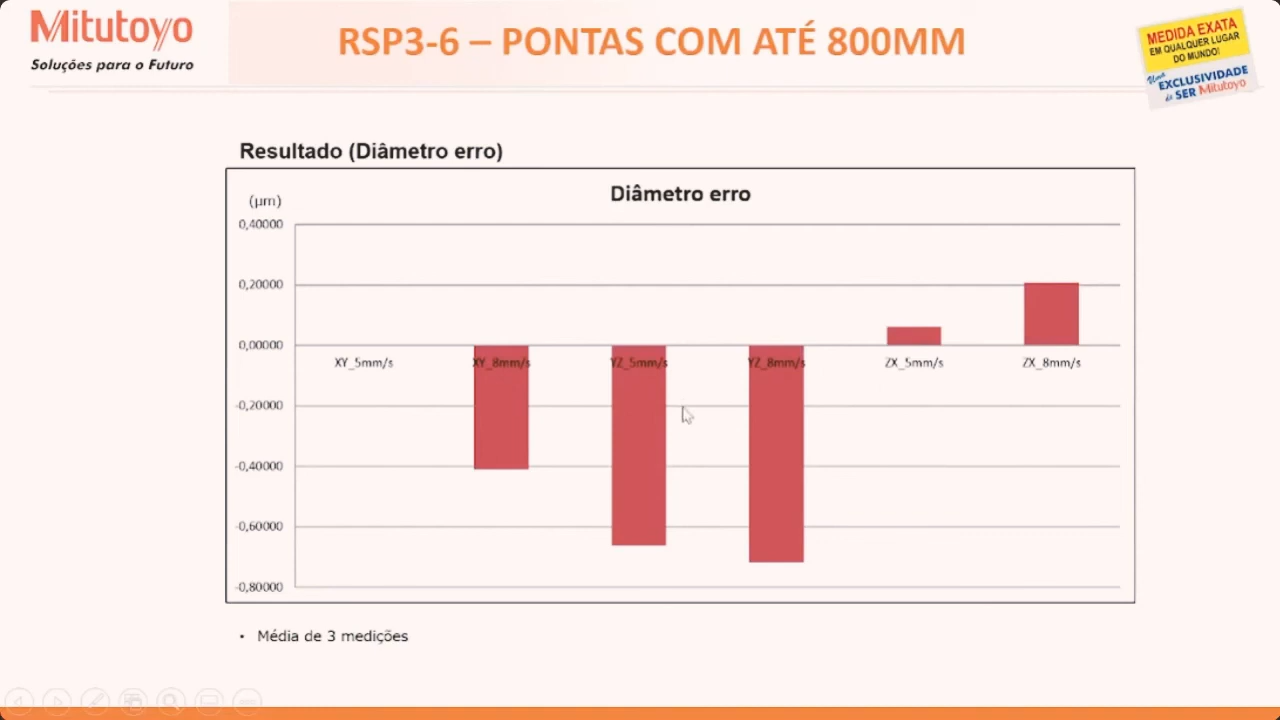 Mitutoyo
Soluções para o Futuro
RSP3-6 – PONTAS COM ATÉ 800MM
MEDIDA EXATA
EM QUALQUER LUGAR
DO MUNDO!
Uma
EXCLUSIVIDADE
de SER Mitutoyo
Resultado (Diâmetro erro)
Diâmetro erro
(μm)
0,40000
0,20000
0,00000
XY_5mm/s XY_8mm/s YZ_5mm/s YZ_8mm/s ZX_5mm/s ZX_8mm/s
-0,20000
-0,40000
-0,60000
-0,80000
• Média de 3 medições